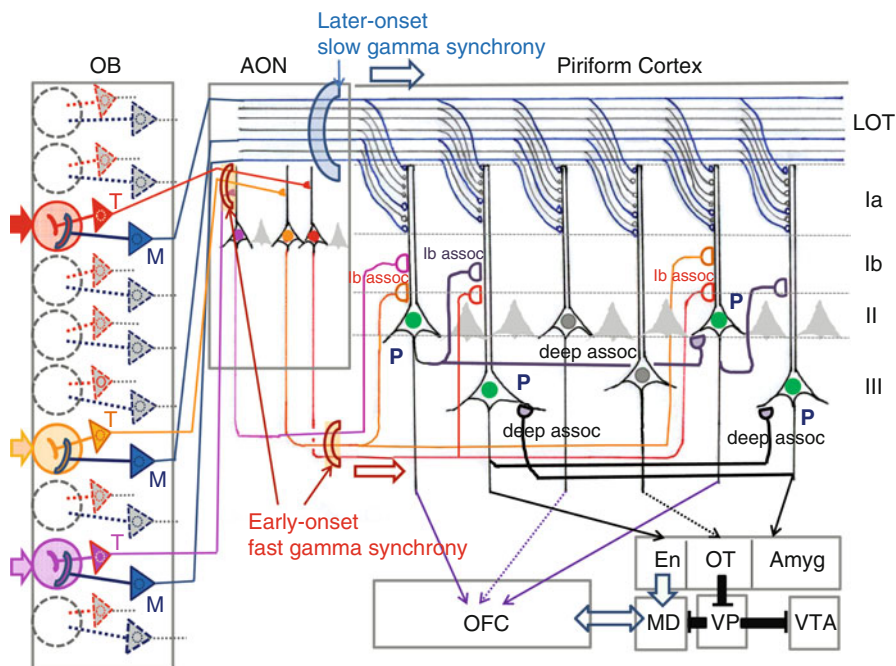 Later-onset
slow gamma synchrony
OB
AON
Piriform Cortex
LOT
T
M
Ia
Ib assoc
Ib assoc
Ib assoc
Ib
P
II
P
deep assoc
P
III
P
deep assoc
deep assoc
T
M
Early-onset
fast gamma synchrony
T
M
En
OT
Amyg
OFC
MD
VP
VTA